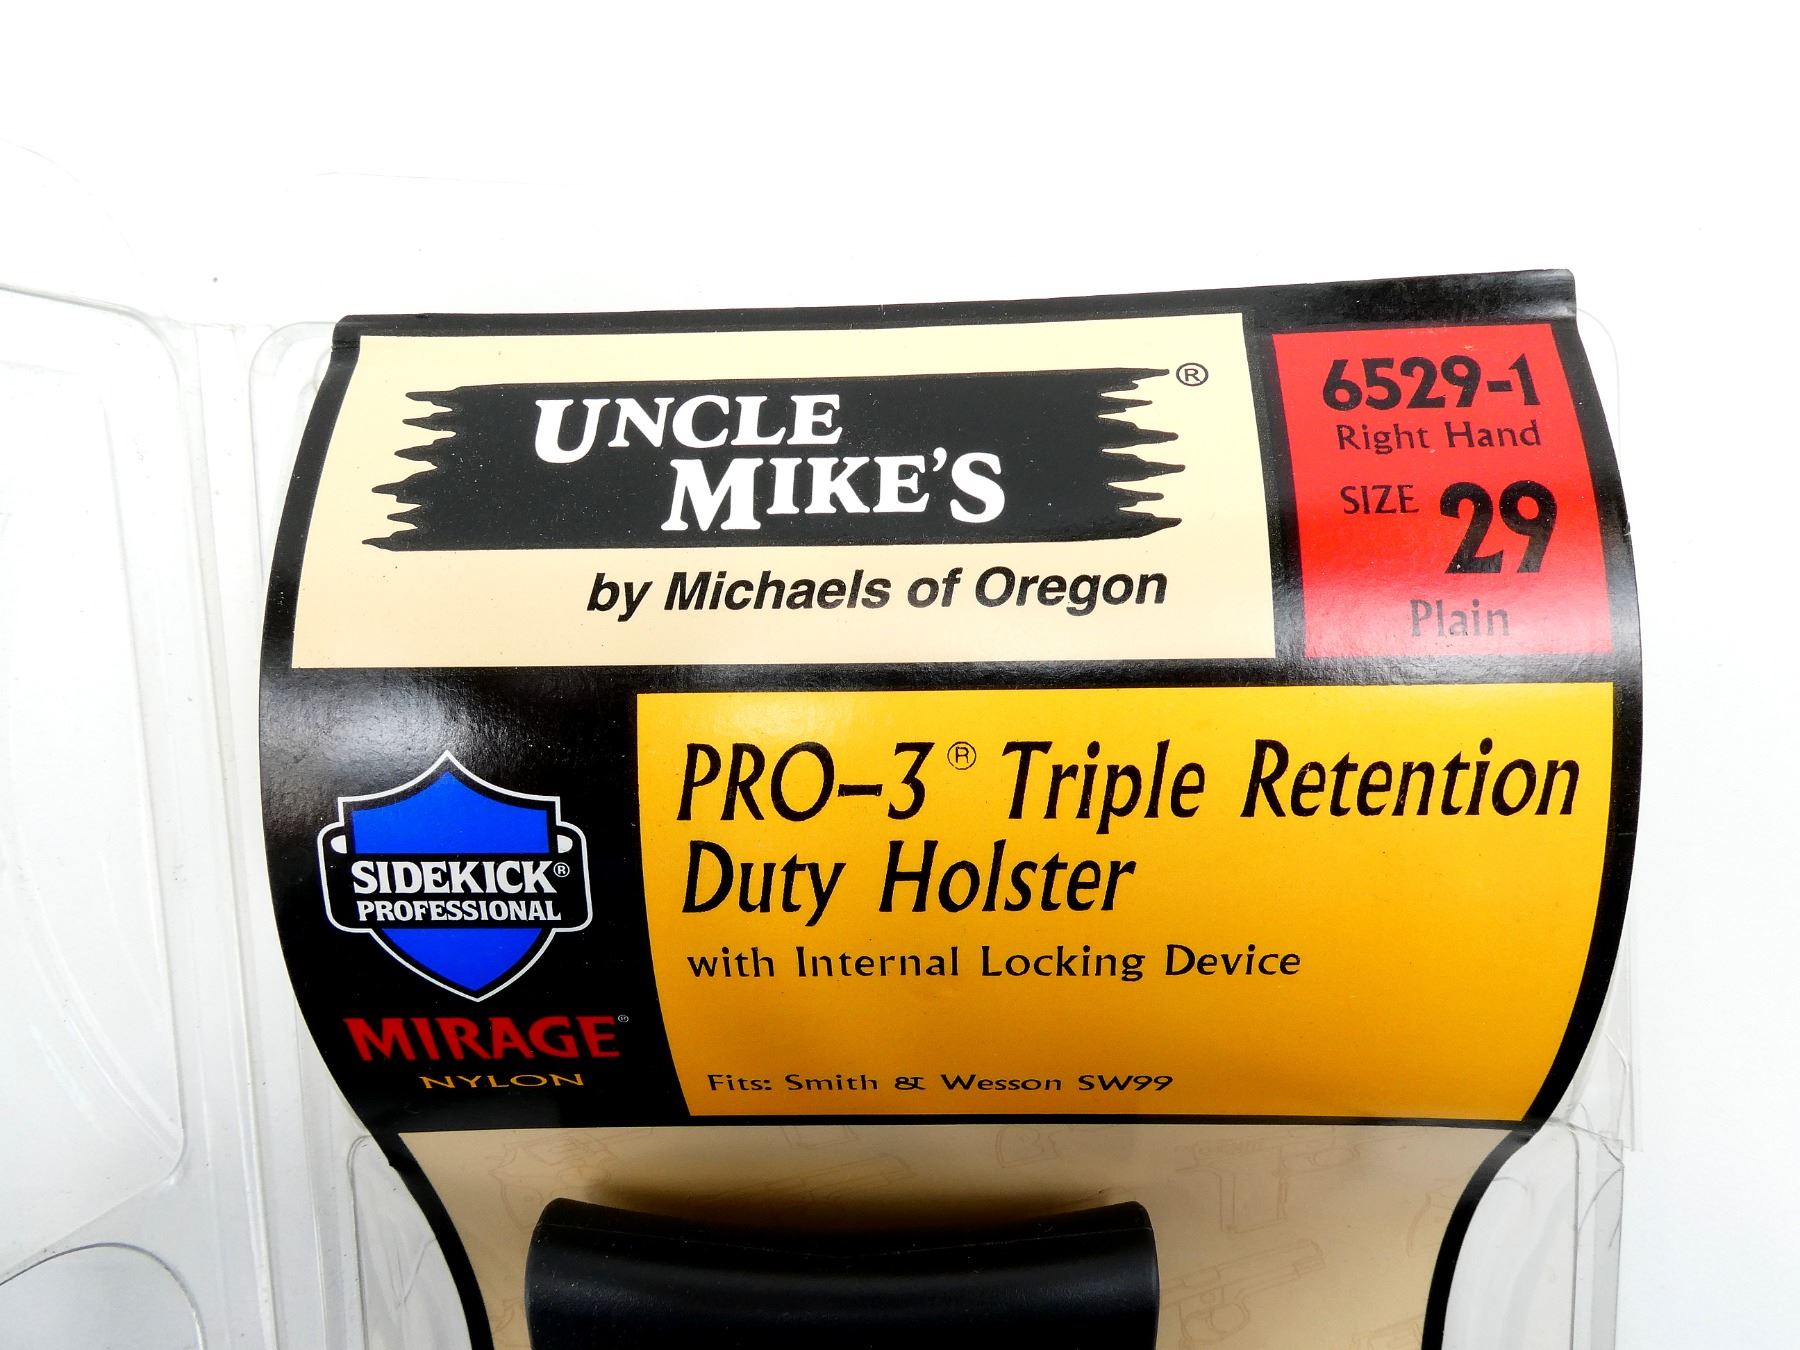 UNCLE
MIKE'S®
by Michaels of Oregon
6529-1
Right Hand
SIZE 29
Plain
SIDEKICK®
PROFESSIONAL
MIRAGE®
NYLON
PRO-3® Triple Retention
Duty Holster
with Internal Locking Device
Fits: Smith & Wesson SW99